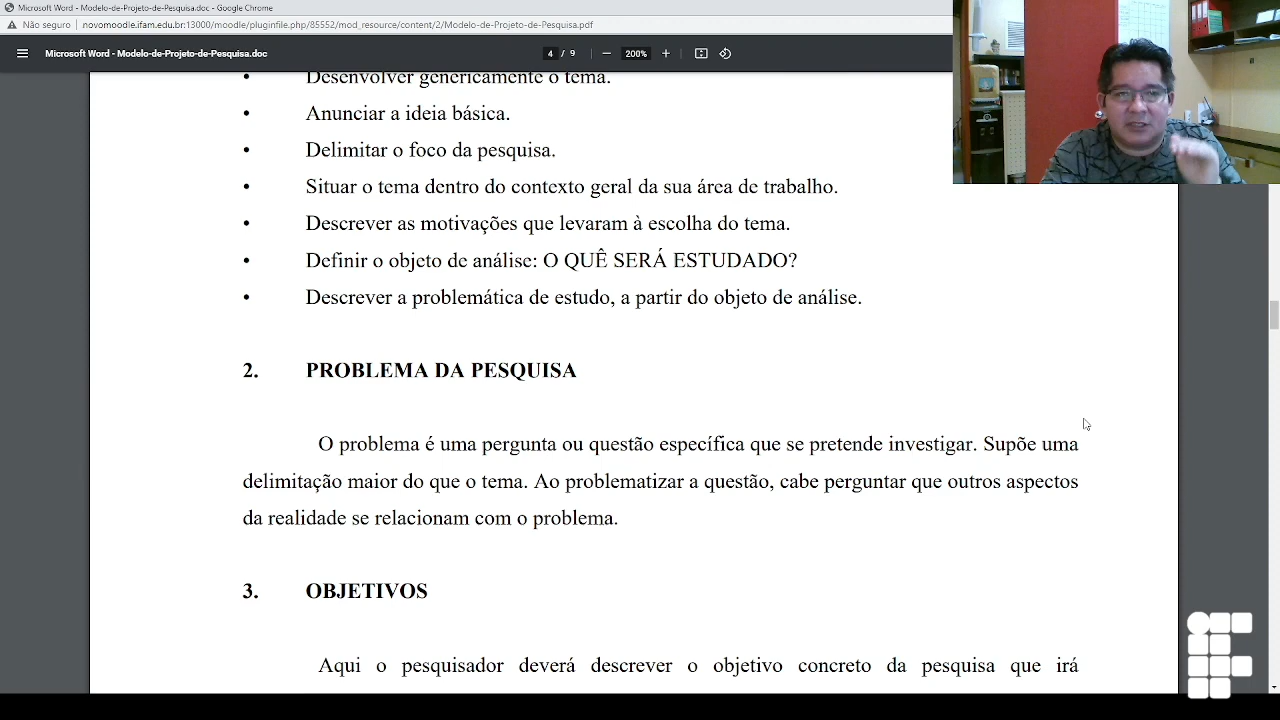 Microsoft Word - Modelo-de-Projeto-de-Pesquisa.doc - Google Chrome
Não seguro
novomoodle.ifam.edu.br:13000/moodle/pluginfile.php/85552/mod_resource/content/2/Modelo-de-Projeto-de-Pesquisa.pdf
Microsoft Word - Modelo-de-Projeto-de-Pesquisa.doc
4 / 9
200%
• Desenvolver genericamente o tema.
• Anunciar a ideia básica.
• Delimitar o foco da pesquisa.
• Situar o tema dentro do contexto geral da sua área de trabalho.
• Descrever as motivações que levaram à escolha do tema.
• Definir o objeto de análise: O QUÊ SERÁ ESTUDADO?
• Descrever a problemática de estudo, a partir do objeto de análise.
2. PROBLEMA DA PESQUISA
O problema é uma pergunta ou questão específica que se pretende investigar. Supõe uma
delimitação maior do que o tema. Ao problematizar a questão, cabe perguntar que outros aspectos
da realidade se relacionam com o problema.
3. OBJETIVOS
Aqui o pesquisador deverá descrever o objetivo concreto da pesquisa que irá